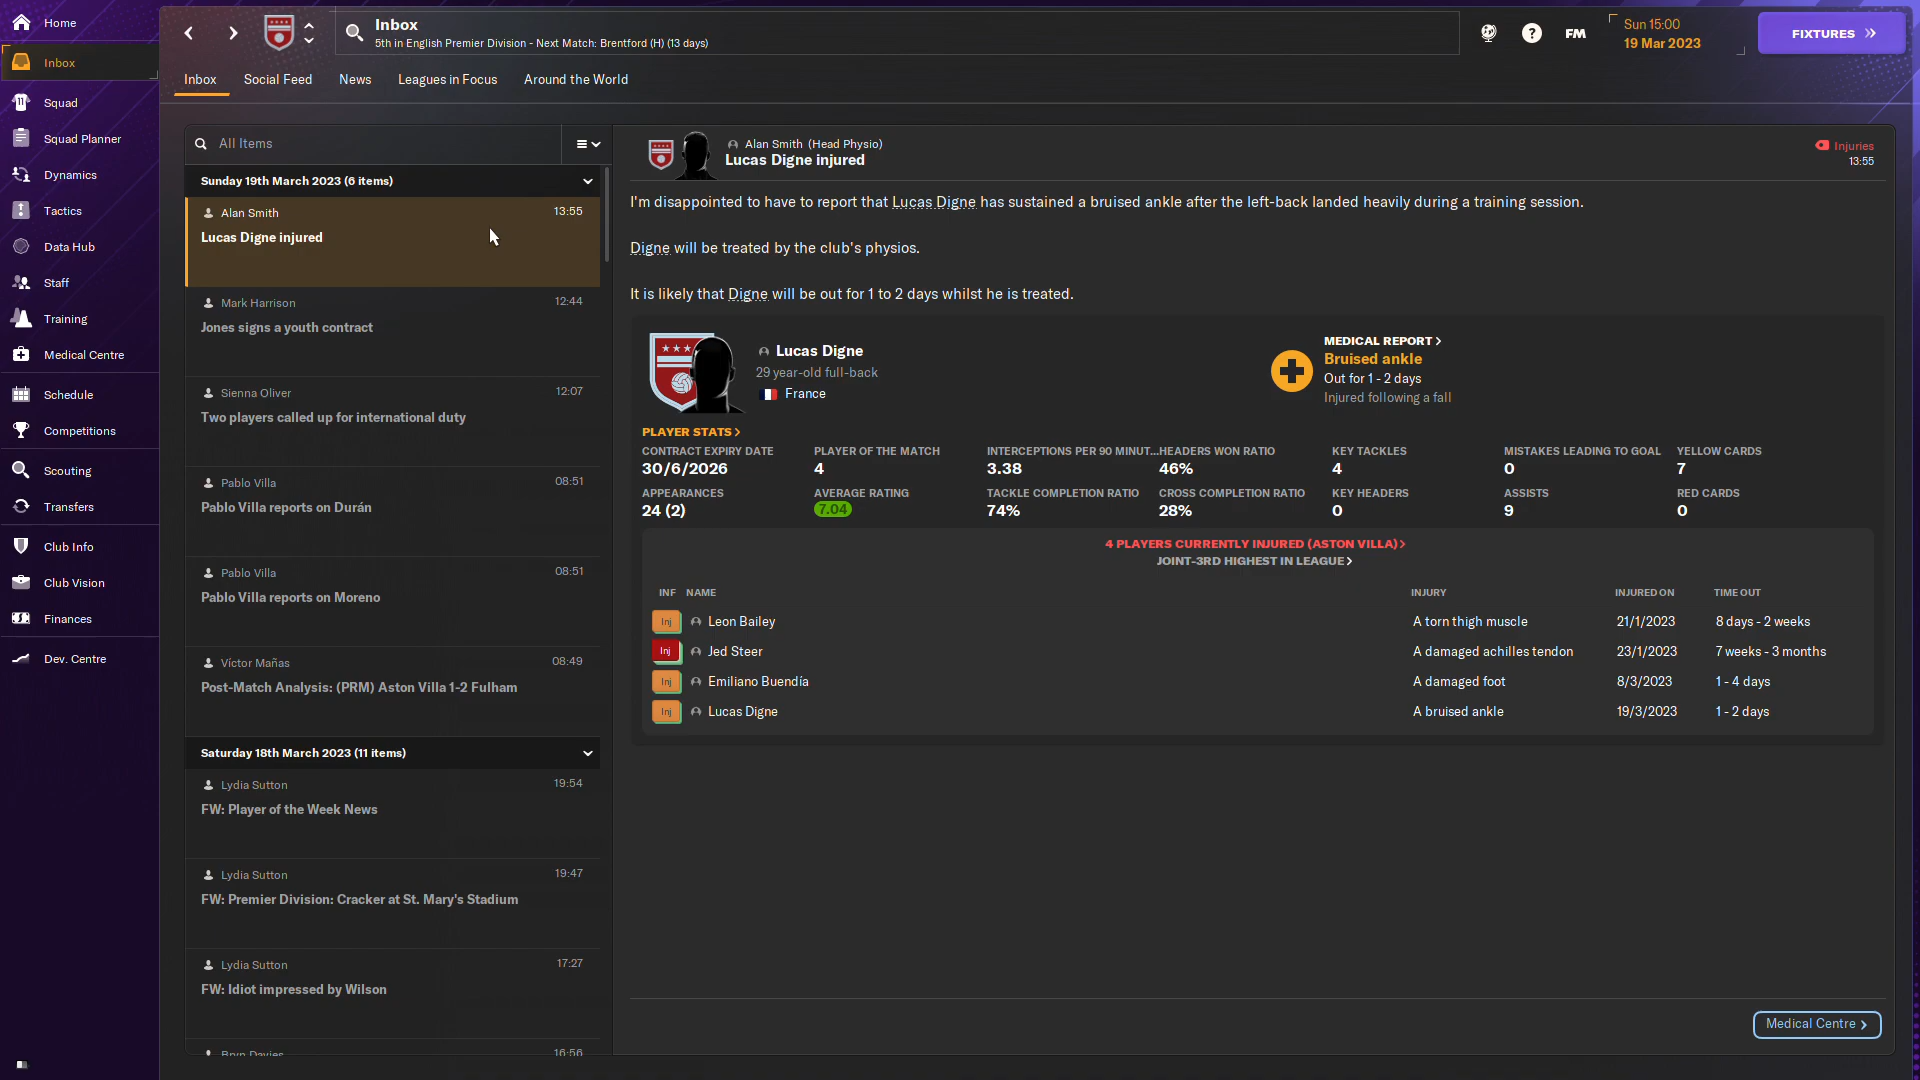 Home
Inbox
Squad
Squad Planner
Dynamics
Tactics
Data Hub
Staff
Training
Medical Centre
Schedule
Competitions
Scouting
Transfers
Club Info
Club Vision
Finances
Dev. Centre
Inbox
5th in English Premier Division - Next Match: Brentford (H) (13 days)
FM
Sun 15:00
19 Mar 2023
FIXTURES
Inbox Social Feed News Leagues in Focus Around the World
All Items
Sunday 19th March 2023 (6 items)
Alan Smith 13:55
Lucas Digne injured
Mark Harrison 12:44
Jones signs a youth contract
Sienna Oliver 12:07
Two players called up for international duty
Pablo Villa 08:51
Pablo Villa reports on Durán
Pablo Villa 08:51
Pablo Villa reports on Moreno
Víctor Mañas 08:49
Post-Match Analysis: (PRM) Aston Villa 1-2 Fulham
Saturday 18th March 2023 (11 items)
Lydia Sutton 19:54
FW: Player of the Week News
Lydia Sutton 19:47
FW: Premier Division: Cracker at St. Mary's Stadium
Lydia Sutton 17:27
FW: Idiot impressed by Wilson
Bryn Davies 16:56
Alan Smith (Head Physio)
Lucas Digne injured
Injuries
13:55
I'm disappointed to have to report that Lucas Digne has sustained a bruised ankle after the left-back landed heavily during a training session.
Digne will be treated by the club's physios.
It is likely that Digne will be out for 1 to 2 days whilst he is treated.
Lucas Digne
29 year-old full-back
France
MEDICAL REPORT >
Bruised ankle
Out for 1 - 2 days
Injured following a fall
PLAYER STATS >
CONTRACT EXPIRY DATE PLAYER OF THE MATCH INTERCEPTIONS PER 90 MINUT... HEADERS WON RATIO KEY TACKLES MISTAKES LEADING TO GOAL YELLOW CARDS
30/6/2026 4 3.38 46% 4 0 7
APPEARANCES AVERAGE RATING TACKLE COMPLETION RATIO CROSS COMPLETION RATIO KEY HEADERS ASSISTS RED CARDS
24 (2) 7.04 74% 28% 0 9 0
4 PLAYERS CURRENTLY INJURED (ASTON VILLA) >
JOINT-3RD HIGHEST IN LEAGUE >
INF NAME INJURY INJURED ON TIME OUT
Inj Leon Bailey A torn thigh muscle 21/1/2023 8 days - 2 weeks
Inj Jed Steer A damaged achilles tendon 23/1/2023 7 weeks - 3 months
Inj Emiliano Buendía A damaged foot 8/3/2023 1 - 4 days
Inj Lucas Digne A bruised ankle 19/3/2023 1 - 2 days
Medical Centre >